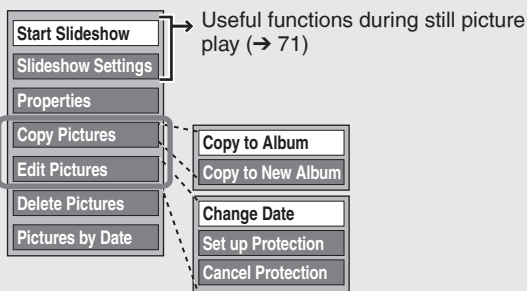 Start Slideshow
Slideshow Settings
Properties
Copy Pictures
Edit Pictures
Delete Pictures
Pictures by Date
Useful functions during still picture
play (➔ 71)
Copy to Album
Copy to New Album
Change Date
Set up Protection
Cancel Protection